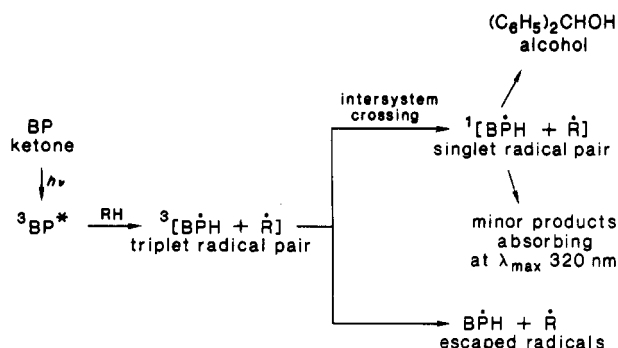 (C₆H₅)₂CHOH
alcohol
BP
ketone
hν
³BP*
RH
³[BṖH + Ṙ]
triplet radical pair
intersystem
crossing
¹[BṖH + Ṙ]
singlet radical pair
minor products
absorbing
at λmax 320 nm
BṖH + Ṙ
escaped radicals